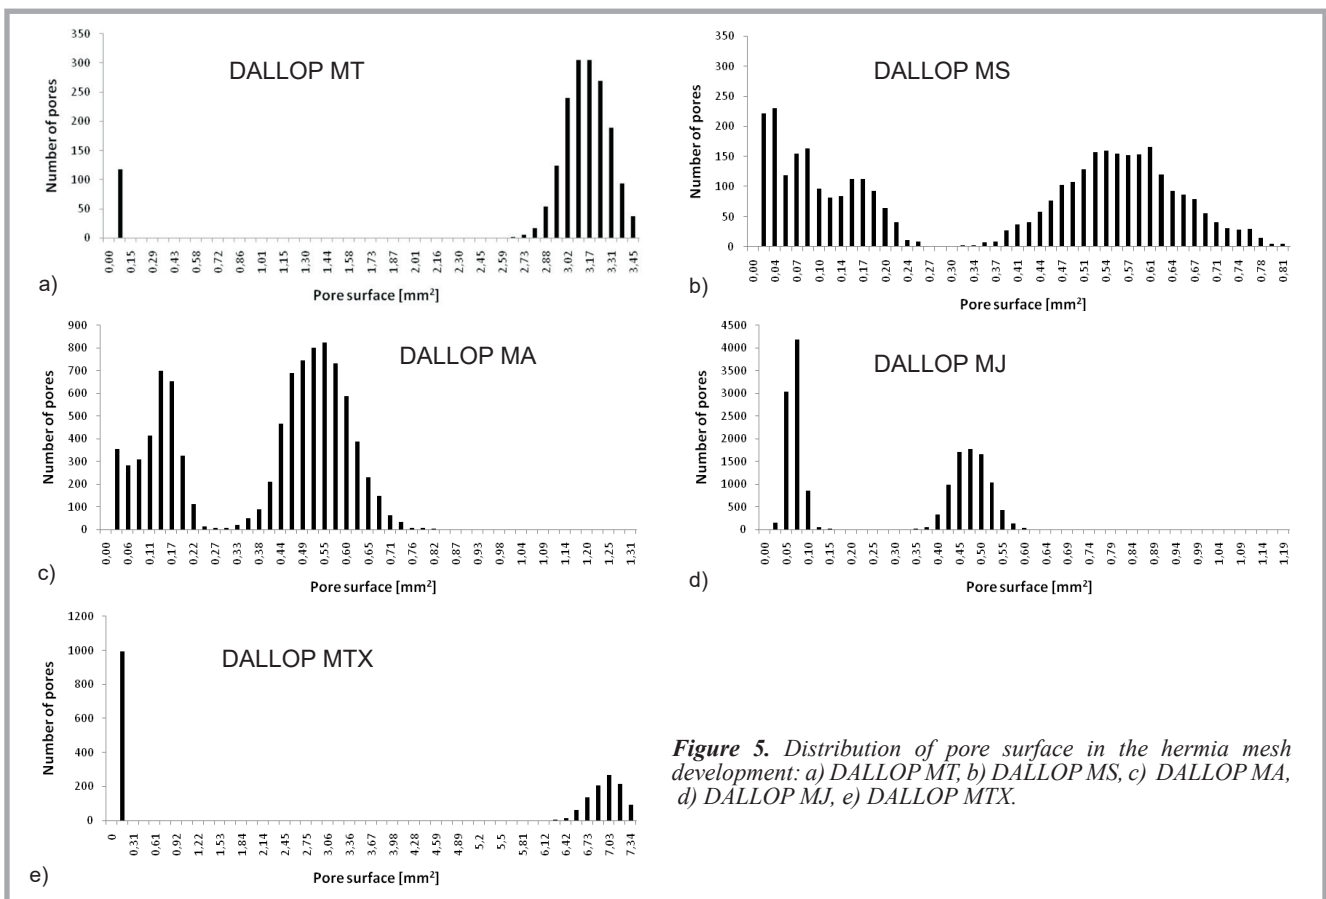 DALLOP MT
Number of pores
350
300
250
200
150
100
50
0
0,00 0,15 0,29 0,43 0,58 0,72 0,86 1,01 1,15 1,30 1,44 1,58 1,73 1,87 2,01 2,16 2,30 2,45 2,59 2,73 2,88 3,02 3,17 3,31 3,45
Pore surface [mm²]
a)
DALLOP MS
Number of pores
350
300
250
200
150
100
50
0
0,00 0,04 0,07 0,10 0,14 0,17 0,20 0,24 0,27 0,30 0,34 0,37 0,41 0,44 0,47 0,51 0,54 0,57 0,61 0,64 0,67 0,71 0,74 0,78 0,81
Pore surface [mm²]
b)
DALLOP MA
Number of pores
900
800
700
600
500
400
300
200
100
0
0,00 0,06 0,11 0,17 0,22 0,27 0,33 0,38 0,44 0,49 0,55 0,60 0,65 0,71 0,76 0,82 0,87 0,93 0,98 1,04 1,09 1,14 1,20 1,25 1,31
Pore surface [mm²]
c)
DALLOP MJ
Number of pores
4500
4000
3500
3000
2500
2000
1500
1000
500
0
0,00 0,05 0,10 0,15 0,20 0,25 0,30 0,35 0,40 0,45 0,50 0,55 0,60 0,64 0,69 0,74 0,79 0,84 0,89 0,94 0,99 1,04 1,09 1,14 1,19
Pore surface [mm²]
d)
DALLOP MTX
Number of pores
1200
1000
800
600
400
200
0
0 0,31 0,61 0,92 1,22 1,53 1,84 2,14 2,45 2,75 3,06 3,36 3,67 3,98 4,28 4,59 4,89 5,2 5,5 5,81 6,12 6,42 6,73 7,03 7,34
Pore surface [mm²]
e)
Figure 5. Distribution of pore surface in the hermia mesh
development: a) DALLOP MT, b) DALLOP MS, c) DALLOP MA,
d) DALLOP MJ, e) DALLOP MTX.